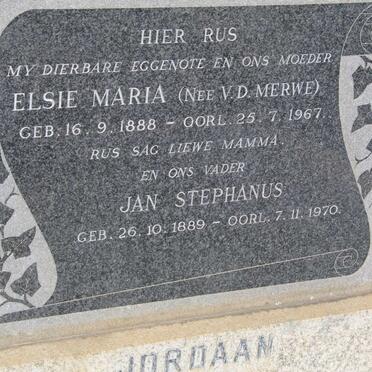 HIER RUS
MY DIERBARE EGGENOTE EN ONS MOEDER
ELSIE MARIA (NEE V.D. MERWE)
GEB. 16. 9. 1888 – OORL. 25. 7. 1967.
RUS SAG LIEWE MAMMA.
EN ONS VADER
JAN STEPHANUS
GEB. 26. 10. 1889 – OORL. 7. 11. 1970.
JORDAAN